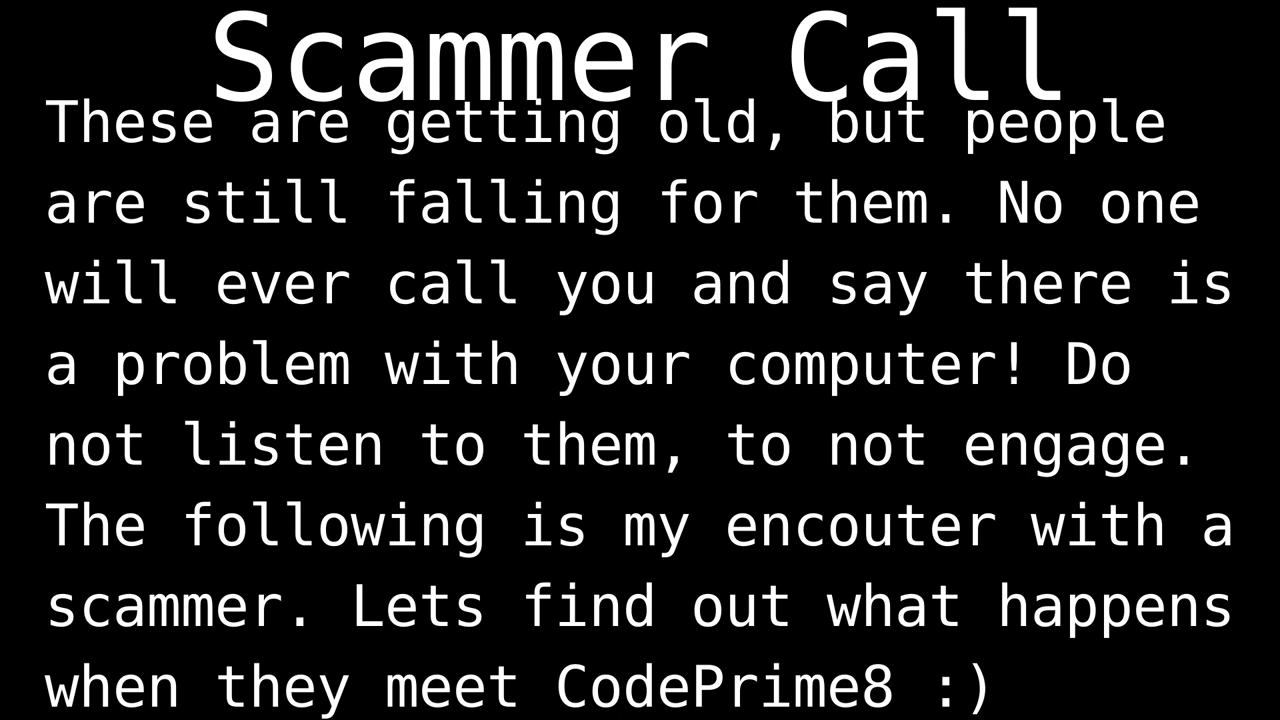 Scammer Call
These are getting old, but people
are still falling for them. No one
will ever call you and say there is
a problem with your computer! Do
not listen to them, to not engage.
The following is my encouter with a
scammer. Lets find out what happens
when they meet CodePrime8 :)